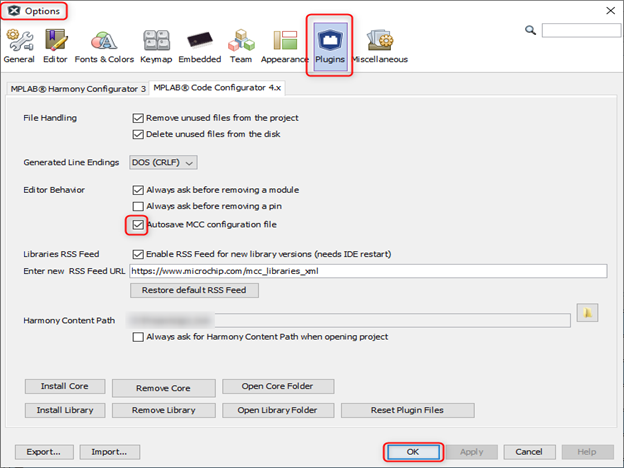 Options
General Editor Fonts & Colors Keymap Embedded Team Appearance Plugins Miscellaneous
MPLAB® Harmony Configurator 3 MPLAB® Code Configurator 4.x
File Handling Remove unused files from the project
Delete unused files from the disk
Generated Line Endings DOS (CRLF)
Editor Behavior Always ask before removing a module
Always ask before removing a pin
Autosave MCC configuration file
Libraries RSS Feed Enable RSS Feed for new library versions (needs IDE restart)
Enter new RSS Feed URL https://www.microchip.com/mcc_libraries_xml
Restore default RSS Feed
Harmony Content Path
Always ask for Harmony Content Path when opening project
Install Core Remove Core Open Core Folder
Install Library Remove Library Open Library Folder Reset Plugin Files
Export... Import... OK Apply Cancel Help